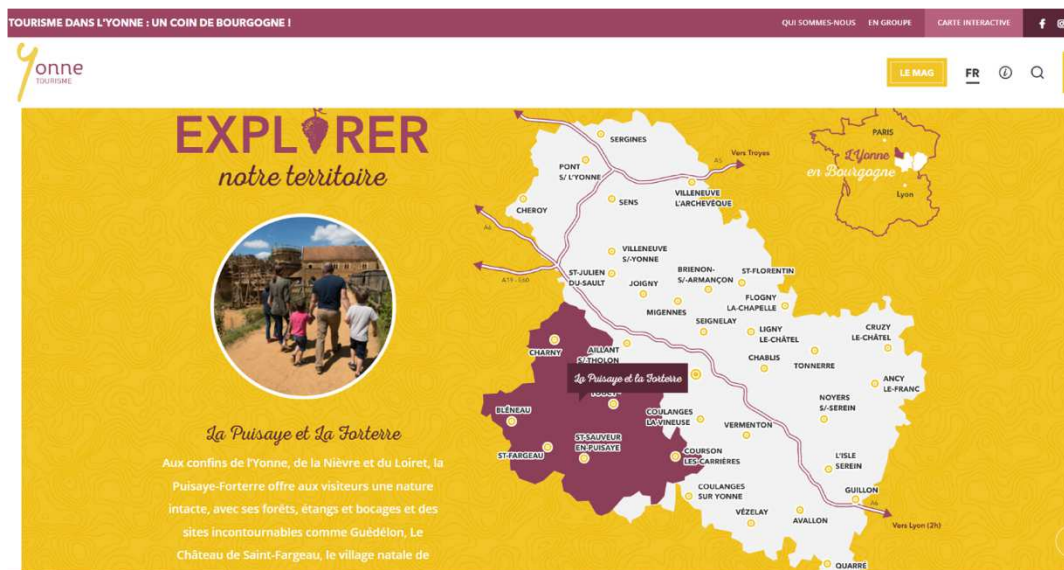 TOURISME DANS L'YONNE : UN COIN DE BOURGOGNE !
QUI SOMMES-NOUS EN GROUPE CARTE INTERACTIVE
Yonne
TOURISME
LE MAG FR
EXPLORER
notre territoire
PARIS
L'Yonne
en Bourgogne
Lyon
SERGINES
Vers Troyes
A5
PONT
S/ L'YONNE
VILLENEUVE
L'ARCHEVÊQUE
CHEROY
SENS
A6
A19 - E60
VILLENEUVE
S/-YONNE
ST-JULIEN
DU-SAULT
JOIGNY
BRIENON-
S/-ARMANÇON
ST-FLORENTIN
MIGENNES
FLOGNY
LA-CHAPELLE
SEIGNELAY
LIGNY
LE-CHÂTEL
CRUZY
LE-CHÂTEL
CHARNY
AILLANT
S/-THOLON
CHABLIS
TONNERRE
La Puisaye et la Forterre
ANCY
LE-FRANC
BLÉNEAU
COULANGES
LA-VINEUSE
NOYERS
S/-SEREIN
VERMENTON
ST-SAUVEUR
EN-PUISAYE
ST-FARGEAU
COURSON
LES-CARRIÈRES
L'ISLE
SEREIN
COULANGES
SUR YONNE
GUILLON
A6
VÉZELAY
AVALLON
Vers Lyon (2h)
QUARRÉ
La Puisaye et La Forterre
Aux confins de l'Yonne, de la Nièvre et du Loiret, la
Puisaye-Forterre offre aux visiteurs une nature
intacte, avec ses forêts, étangs et bocages et des
sites incontournables comme Guédélon, Le
Château de Saint-Fargeau, le village natale de